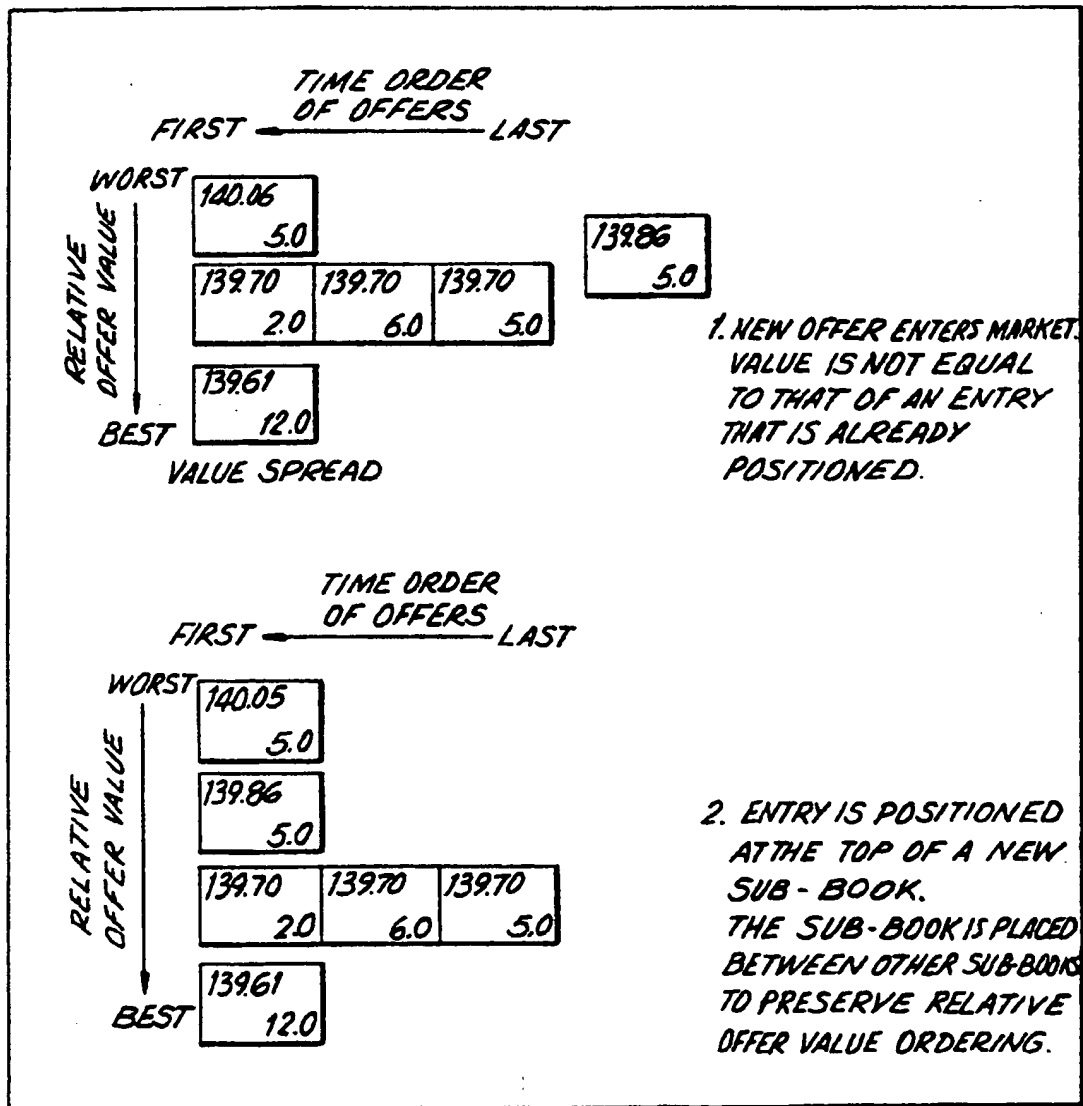 TIME ORDER
OF OFFERS
FIRST LAST
WORST
RELATIVE
OFFER VALUE
BEST
140.06
5.0
139.70 139.70 139.70
2.0 6.0 5.0
139.61
12.0
VALUE SPREAD
139.86
5.0
1. NEW OFFER ENTERS MARKET.
VALUE IS NOT EQUAL
TO THAT OF AN ENTRY
THAT IS ALREADY
POSITIONED.
TIME ORDER
OF OFFERS
FIRST LAST
WORST
RELATIVE
OFFER VALUE
BEST
140.05
5.0
139.86
5.0
139.70 139.70 139.70
2.0 6.0 5.0
139.61
12.0
2. ENTRY IS POSITIONED
AT THE TOP OF A NEW
SUB-BOOK.
THE SUB-BOOK IS PLACED
BETWEEN OTHER SUB-BOOKS
TO PRESERVE RELATIVE
OFFER VALUE ORDERING.